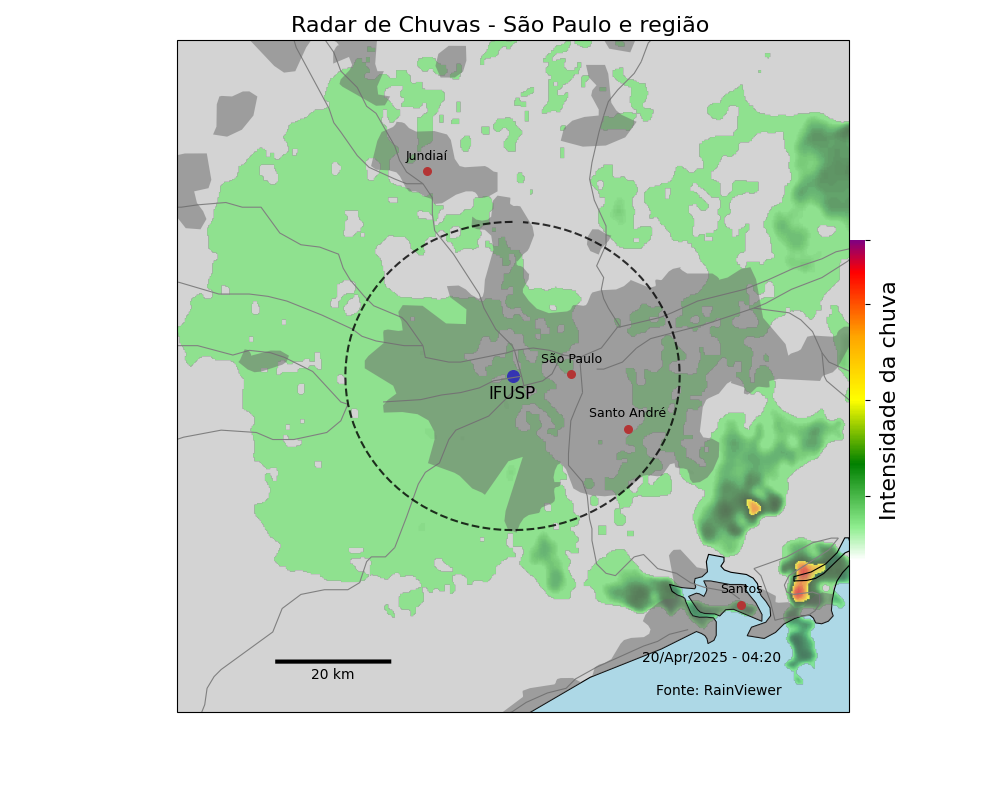 Radar de Chuvas - São Paulo e região
Jundiaí
São Paulo
IFUSP
Santo André
Intensidade da chuva
Santos
20/Apr/2025 - 04:20
20 km
Fonte: RainViewer